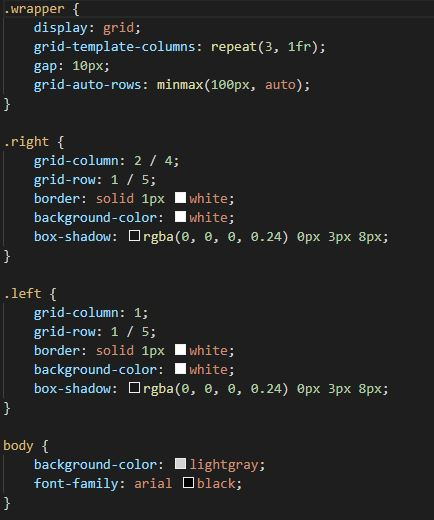 .wrapper {
    display: grid;
    grid-template-columns: repeat(3, 1fr);
    gap: 10px;
    grid-auto-rows: minmax(100px, auto);
}

.right {
    grid-column: 2 / 4;
    grid-row: 1 / 5;
    border: solid 1px white;
    background-color: white;
    box-shadow: rgba(0, 0, 0, 0.24) 0px 3px 8px;
}

.left {
    grid-column: 1;
    grid-row: 1 / 5;
    border: solid 1px white;
    background-color: white;
    box-shadow: rgba(0, 0, 0, 0.24) 0px 3px 8px;
}

body {
    background-color: lightgray;
    font-family: arial black;
}